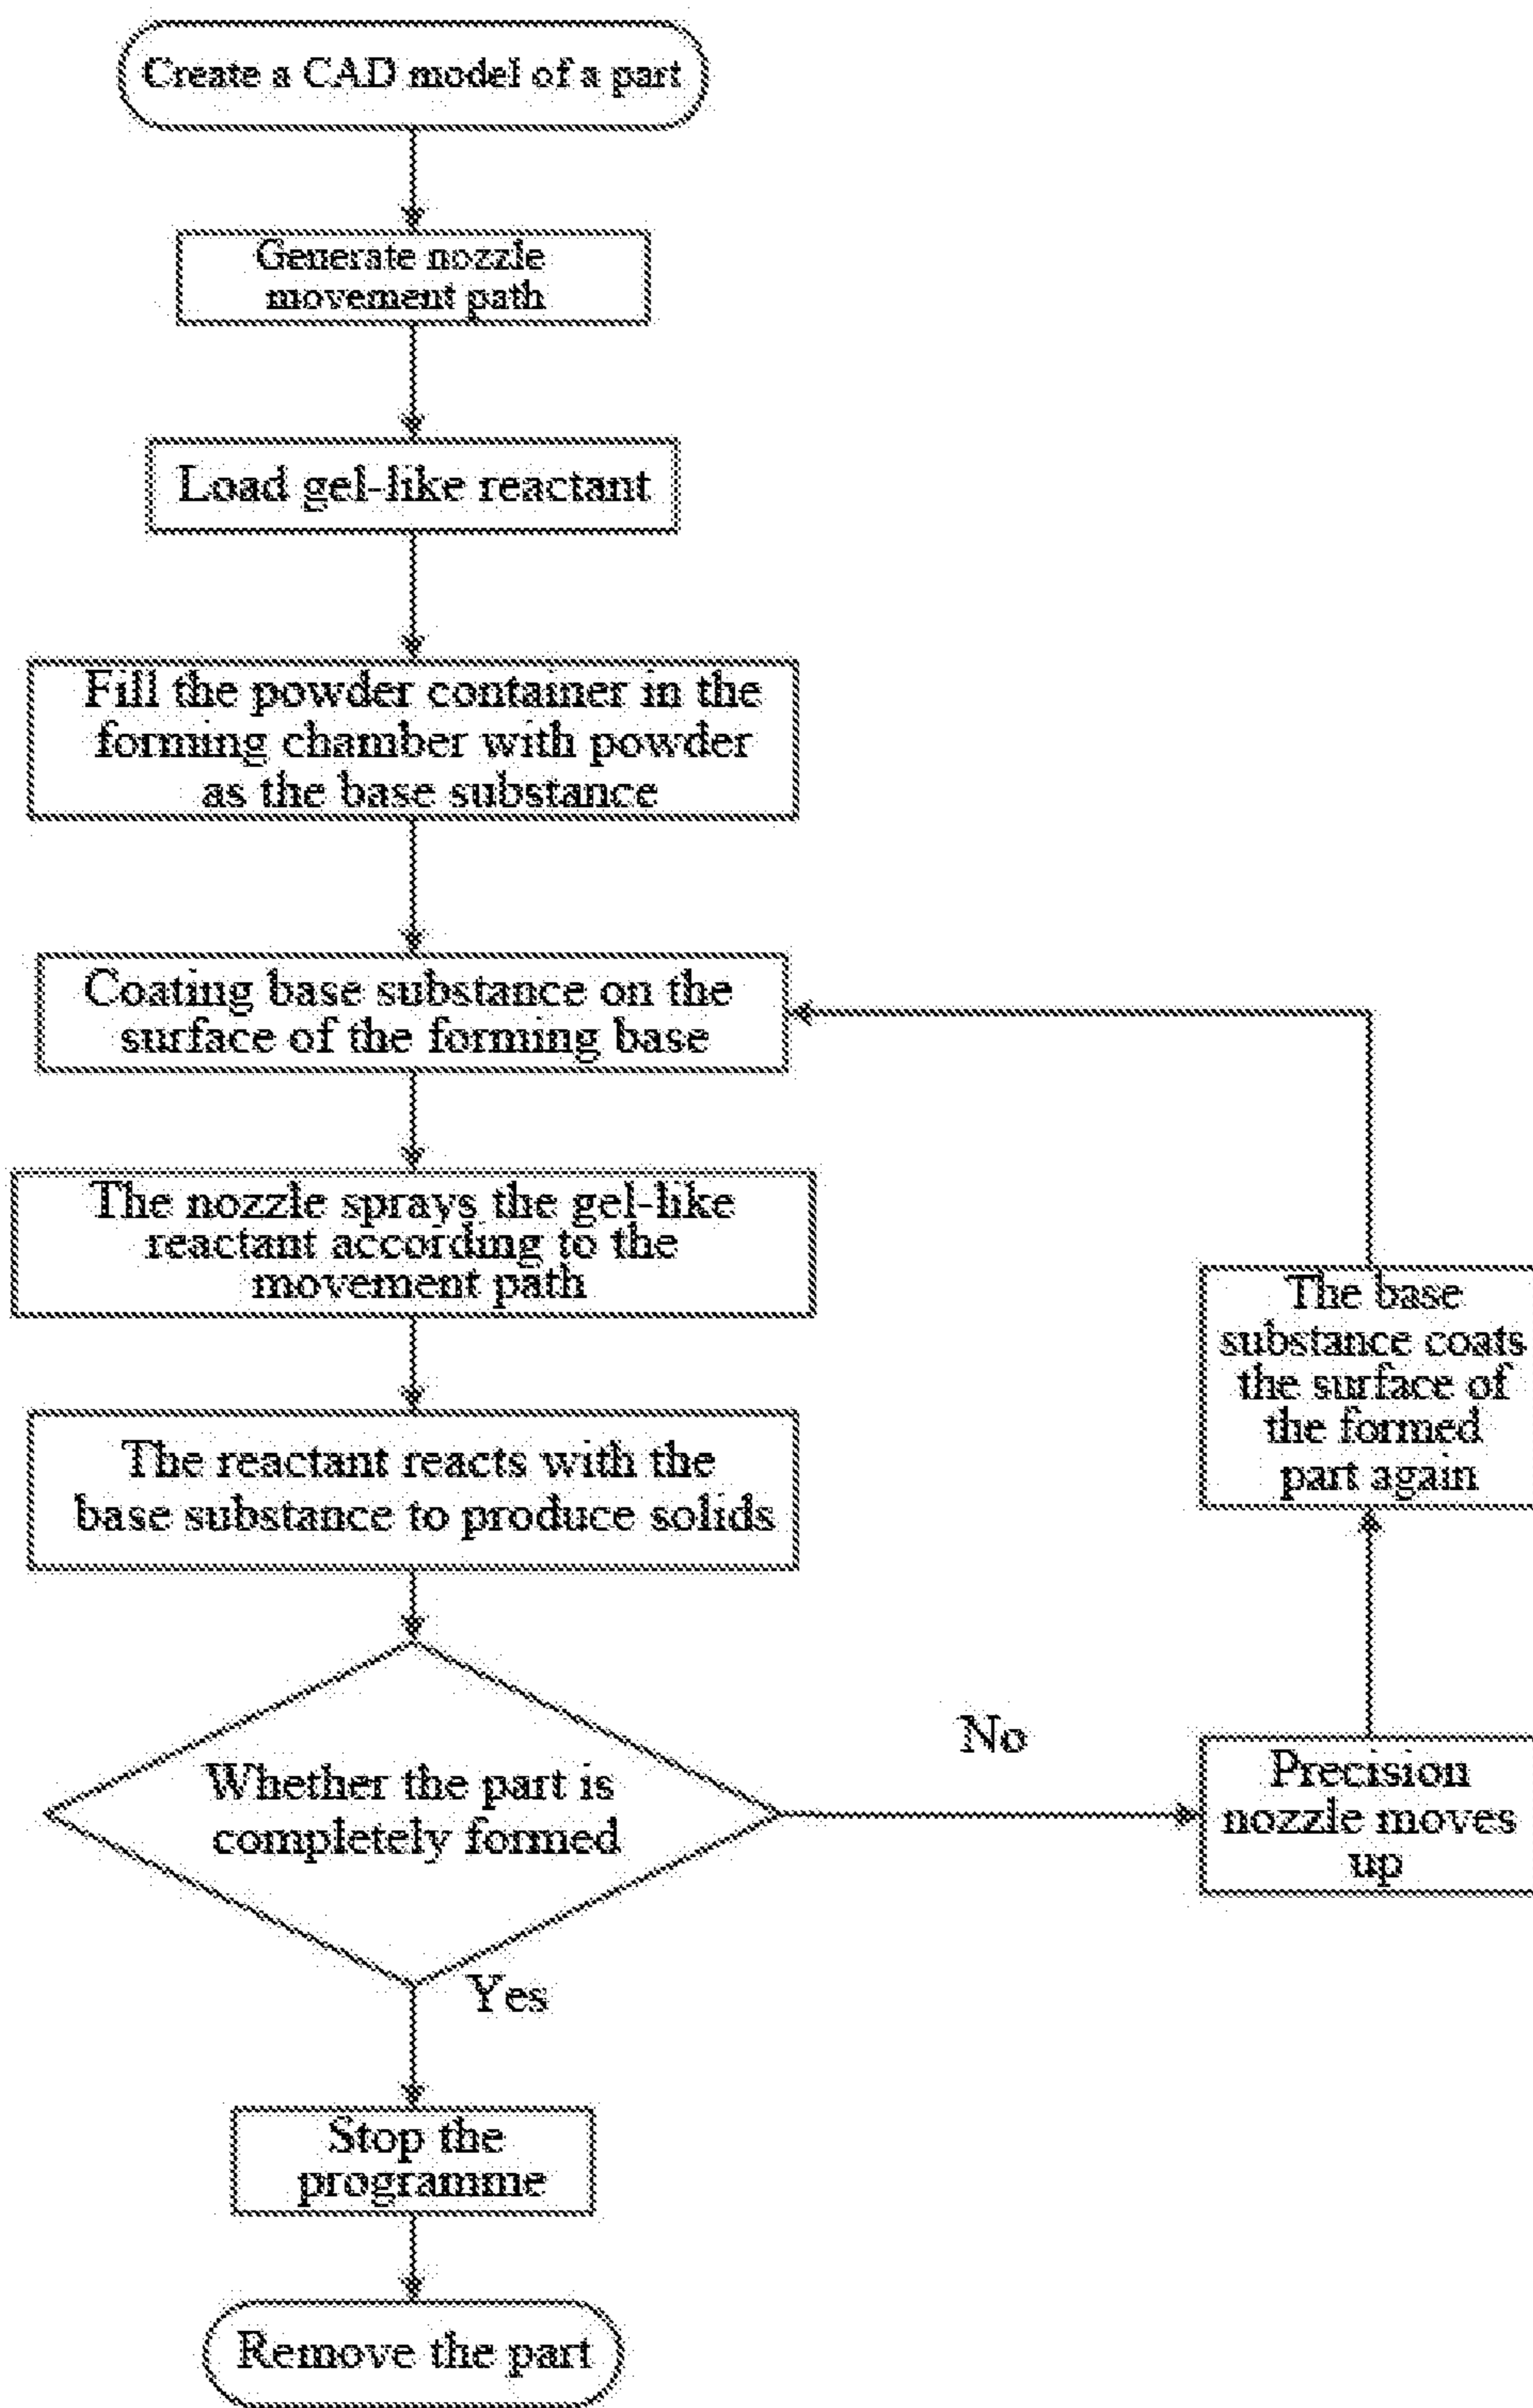 Create a CAD model of a part
Generate nozzle
movement path
Load gel-like reactant
Fill the powder container in the
forming chamber with powder
as the base substance
Coating base substance on the
surface of the forming base
The nozzle sprays the gel-like
reactant according to the
movement path
The reactant reacts with the
base substance to produce solids
Whether the part is
completely formed
No
Precision
nozzle moves
up
The base
substance coats
the surface of
the formed
part again
Yes
Stop the
programme
Remove the part